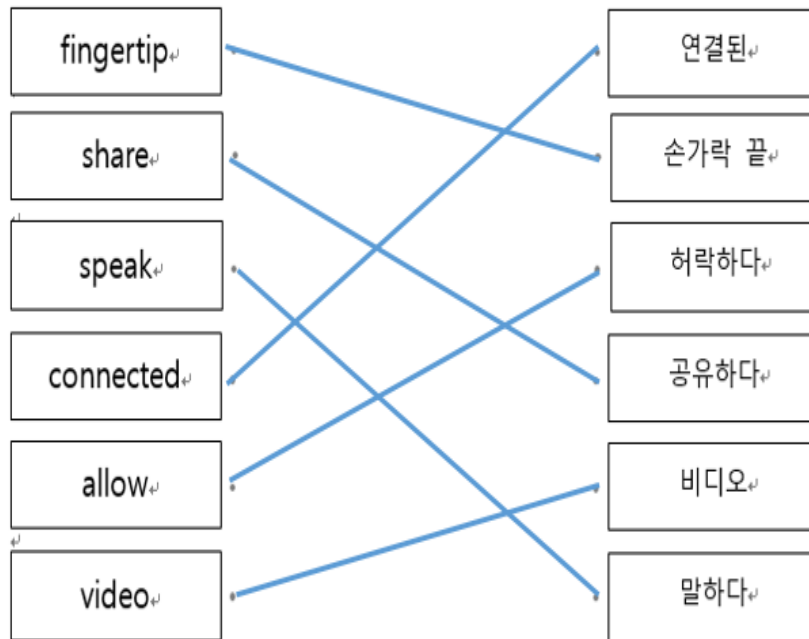 fingertip
연결된
share
손가락 끝
speak
허락하다
connected
공유하다
allow
비디오
video
말하다